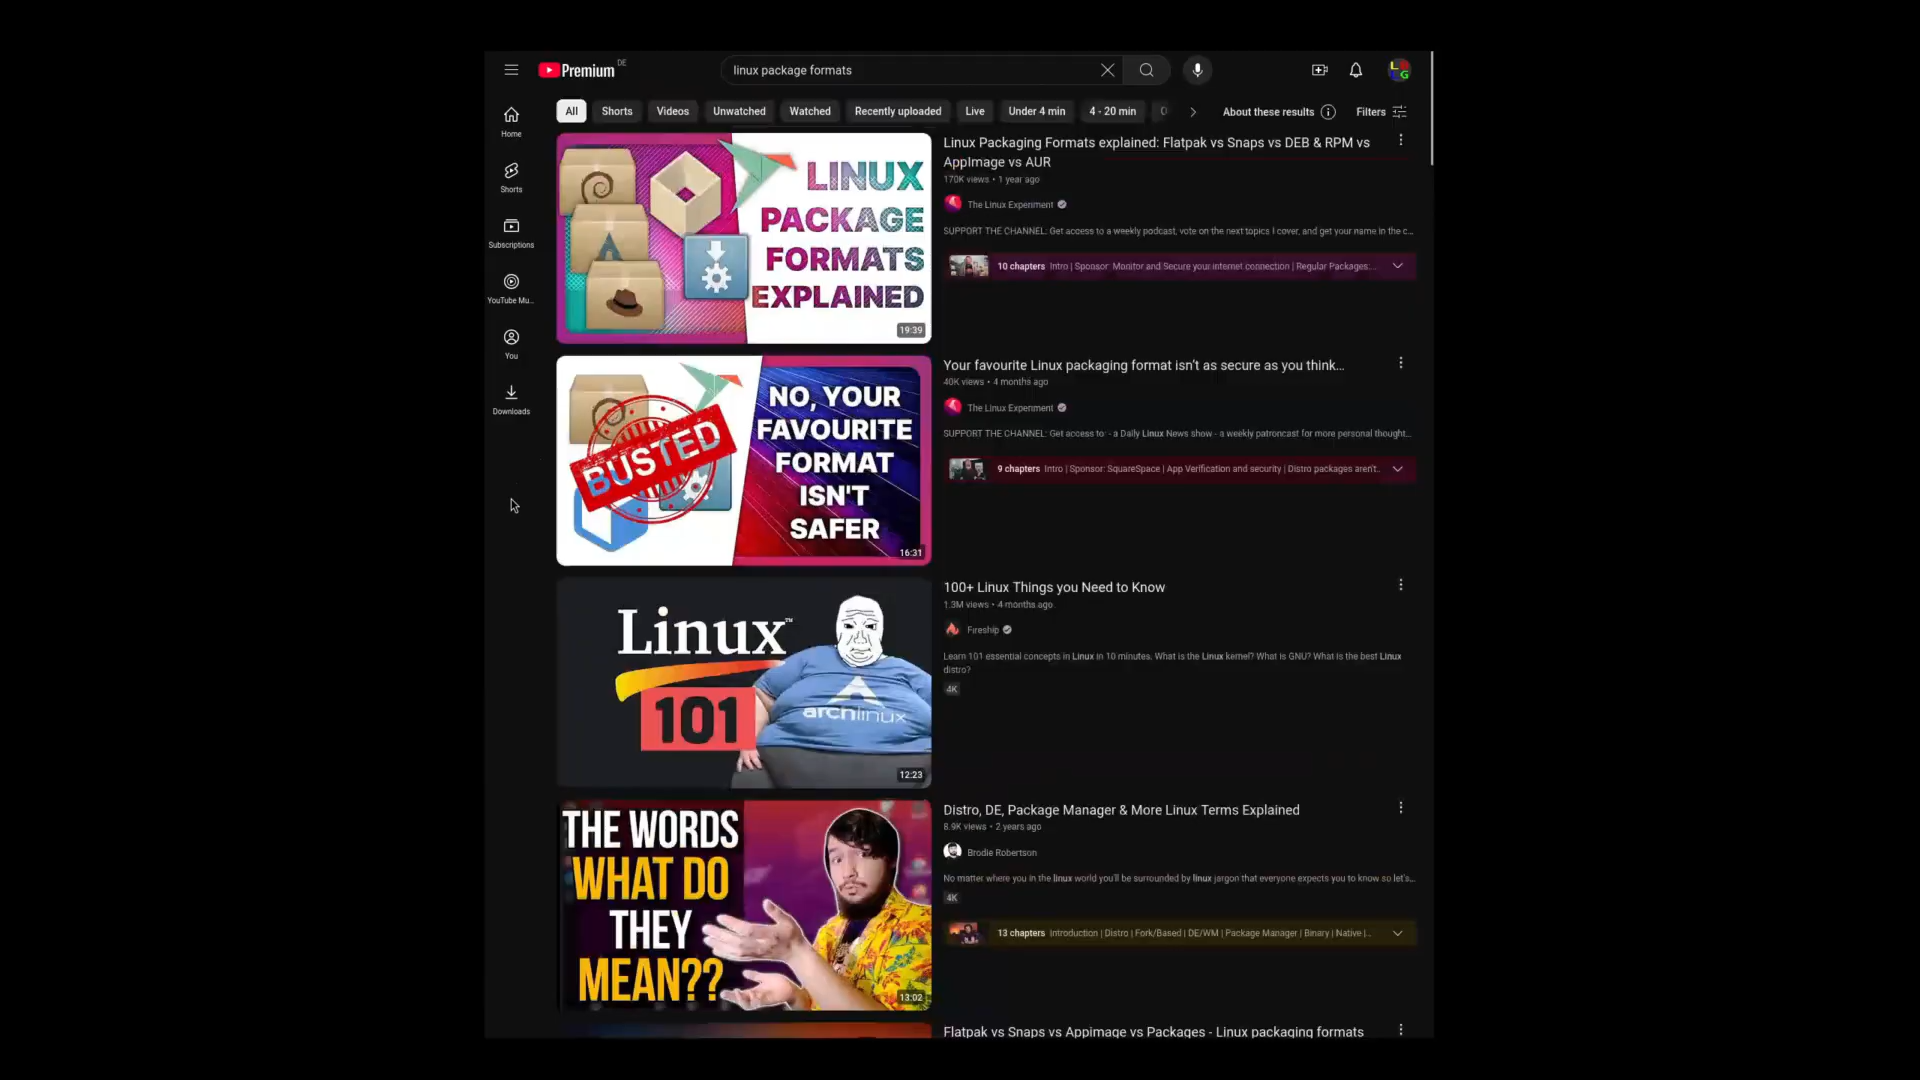 Premium DE
linux package formats
All Shorts Videos Unwatched Watched Recently uploaded Live Under 4 min 4 - 20 min About these results Filters
Home
Shorts
Subscriptions
YouTube Mu...
You
Downloads
LINUX
PACKAGE
FORMATS
EXPLAINED
19:39
Linux Packaging Formats explained: Flatpak vs Snaps vs DEB & RPM vs
AppImage vs AUR
170K views • 1 year ago
The Linux Experiment
SUPPORT THE CHANNEL: Get access to a weekly podcast, vote on the next topics I cover, and get your name in the c...
10 chapters Intro | Sponsor: Monitor and Secure your internet connection | Regular Packages:...
BUSTED
NO, YOUR
FAVOURITE
FORMAT
ISN'T
SAFER
16:31
Your favourite Linux packaging format isn't as secure as you think...
40K views • 4 months ago
The Linux Experiment
SUPPORT THE CHANNEL: Get access to: - a Daily Linux News show - a weekly patroncast for more personal thought...
9 chapters Intro | Sponsor: SquareSpace | App Verification and security | Distro packages aren't..
Linux™
101
archlinux
12:23
100+ Linux Things you Need to Know
1.3M views • 4 months ago
Fireship
Learn 101 essential concepts in Linux in 10 minutes. What is the Linux kernel? What is GNU? What is the best Linux
distro?
4K
THE WORDS
WHAT DO
THEY
MEAN??
13:02
Distro, DE, Package Manager & More Linux Terms Explained
8.9K views • 2 years ago
Brodie Robertson
No matter where you in the linux world you'll be surrounded by linux jargon that everyone expects you to know so let's...
4K
13 chapters Introduction | Distro | Fork/Based | DE/WM | Package Manager | Binary | Native |...
Flatpak vs Snaps vs Appimage vs Packages - Linux packaging formats